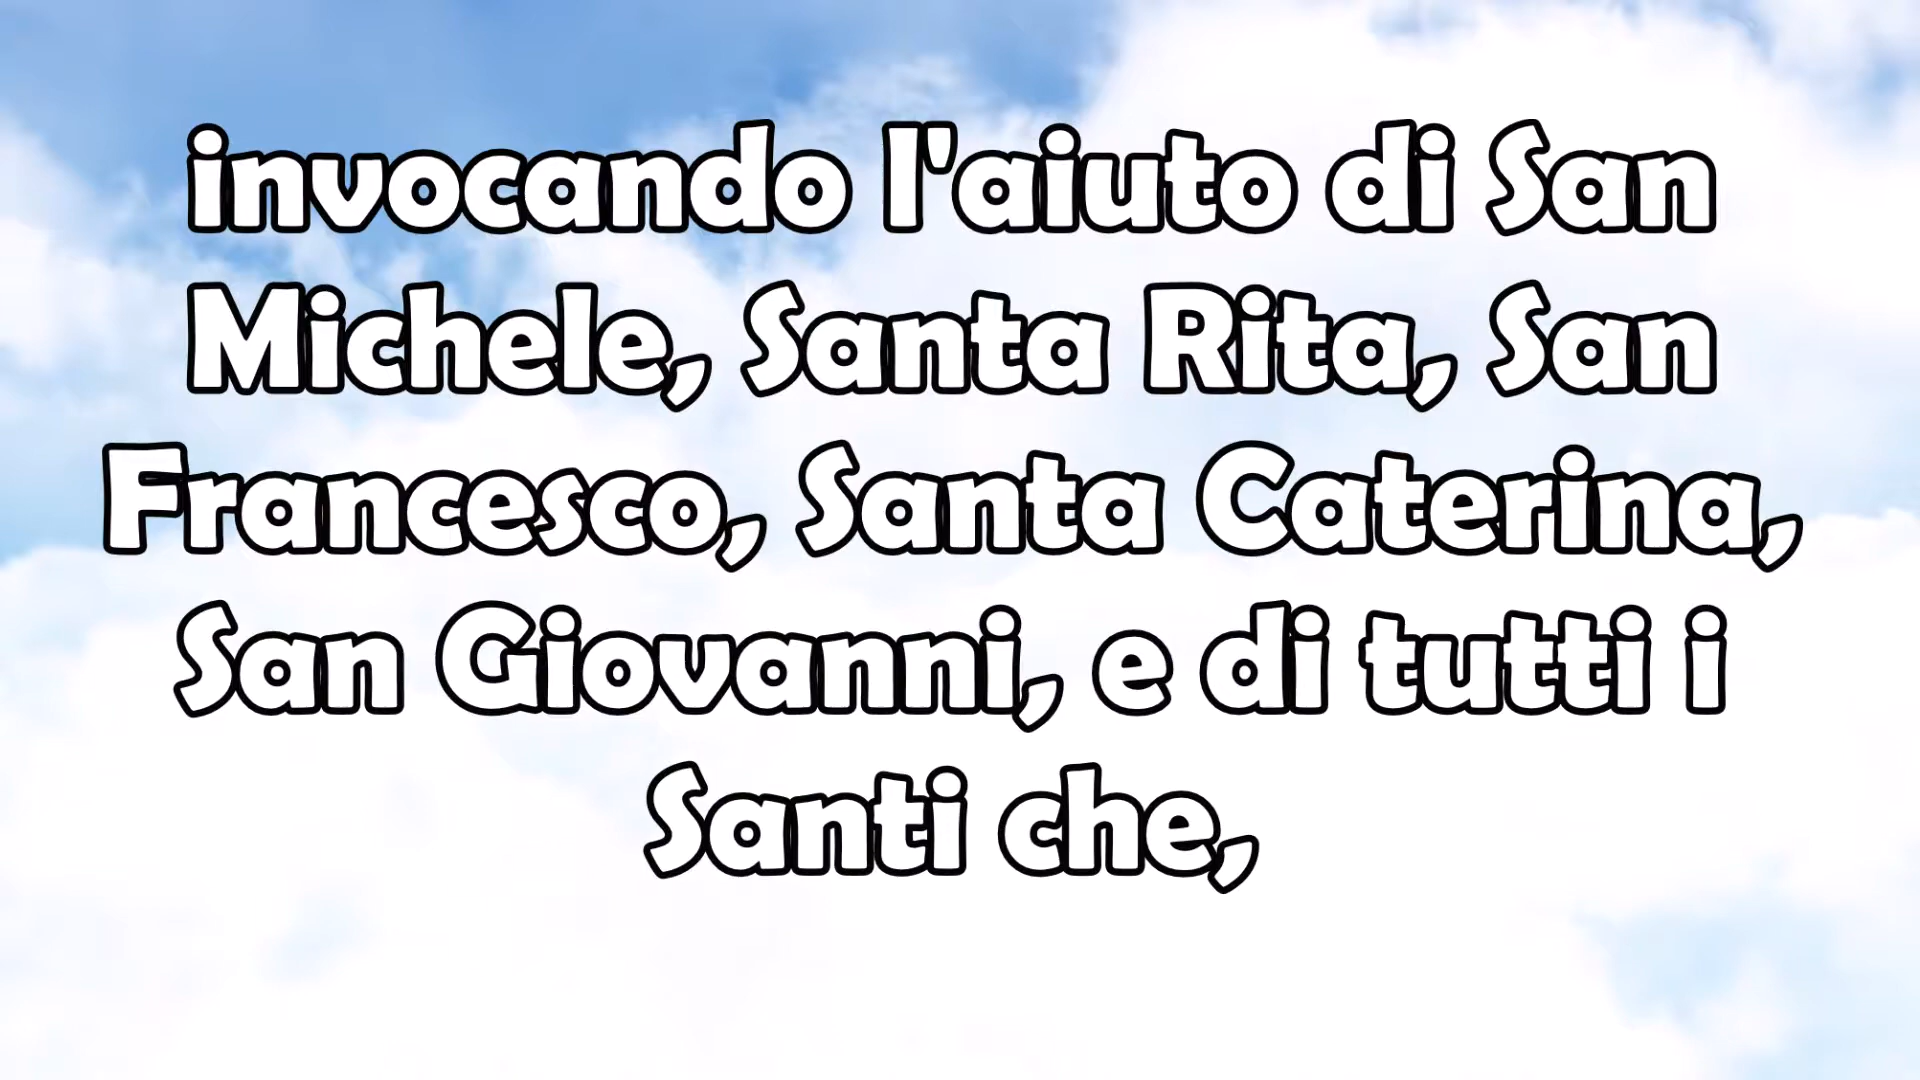 invocando l'aiuto di San
Michele, Santa Rita, San
Francesco, Santa Caterina,
San Giovanni, e di tutti i
Santi che,